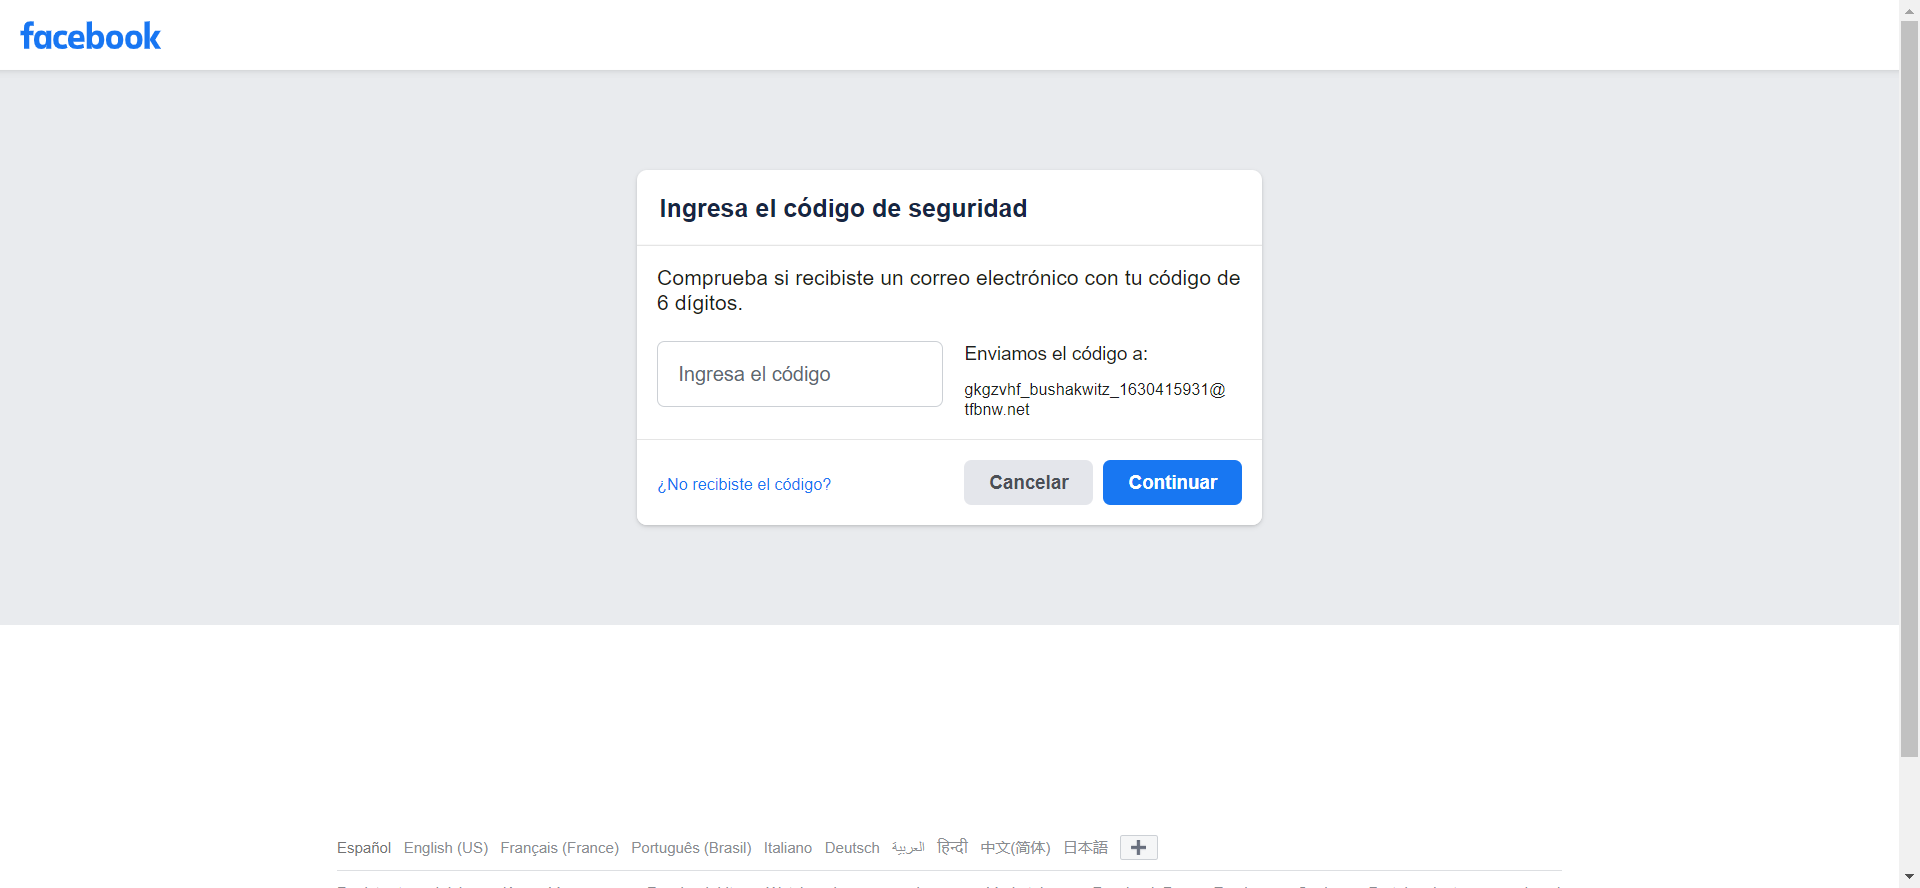 facebook
Ingresa el código de seguridad
Comprueba si recibiste un correo electrónico con tu código de
6 dígitos.
Ingresa el código
Enviamos el código a:
gkgzvhf_bushakwitz_1630415931@
tfbnw.net
¿No recibiste el código?
Cancelar
Continuar
Español English (US) Français (France) Português (Brasil) Italiano Deutsch العربية हिन्दी 中文(简体) 日本語